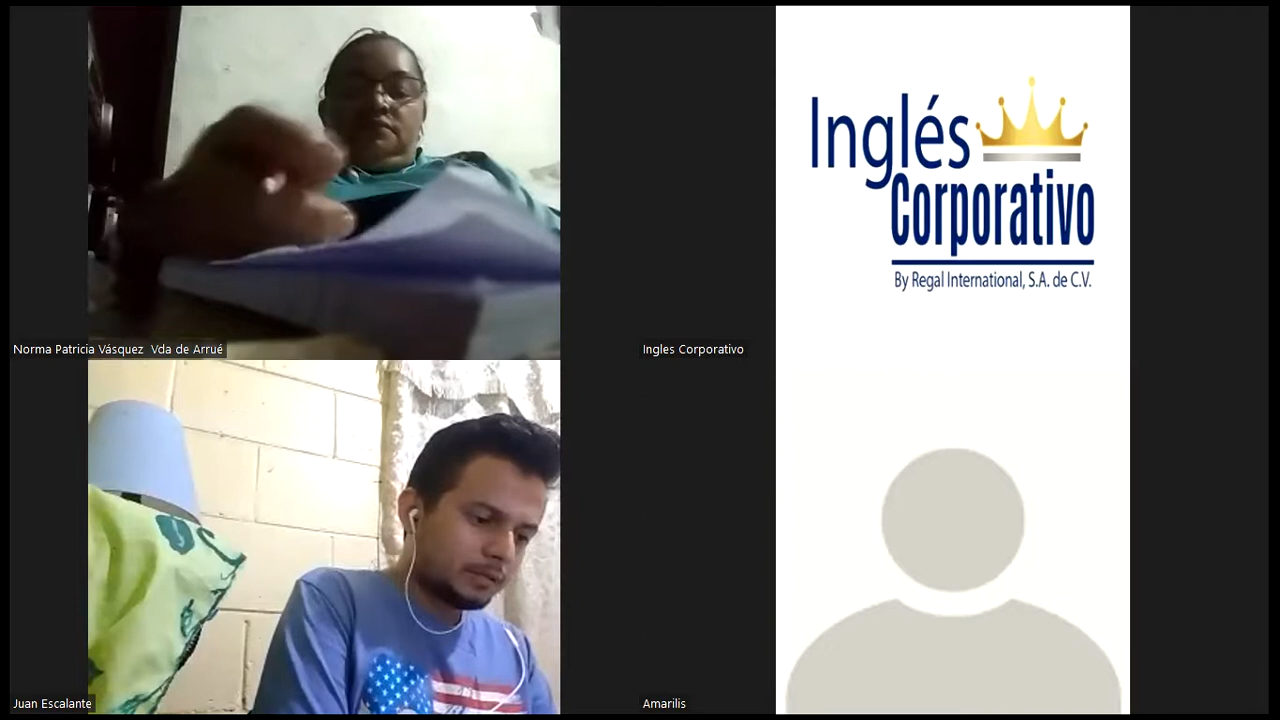 Inglés
Corporativo
By Regal International, S.A. de C.V.
Norma Patricia Vásquez  Vda de Arrué
Ingles Corporativo
Juan Escalante
Amarilis